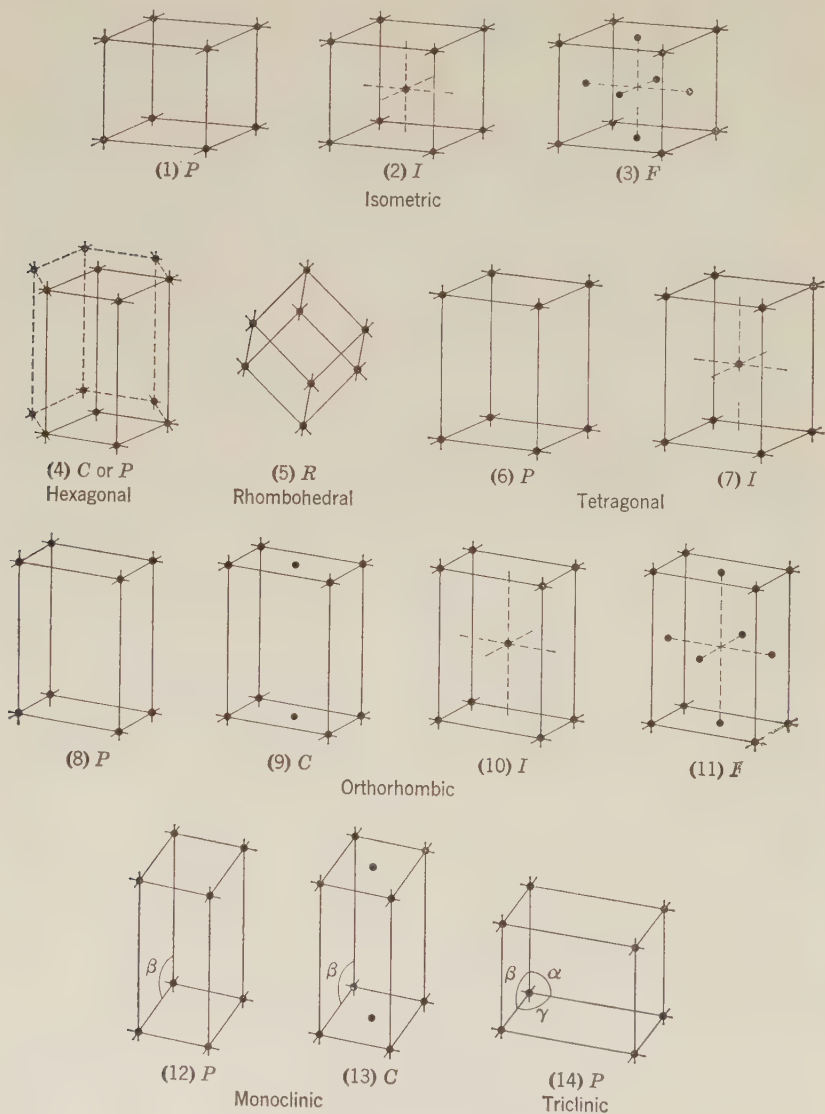 (1) P (2) I (3) F
Isometric
(4) C or P (5) R (6) P (7) I
Hexagonal Rhombohedral Tetragonal
(8) P (9) C (10) I (11) F
Orthorhombic
β β β α
γ
(12) P (13) C (14) P
Monoclinic Triclinic